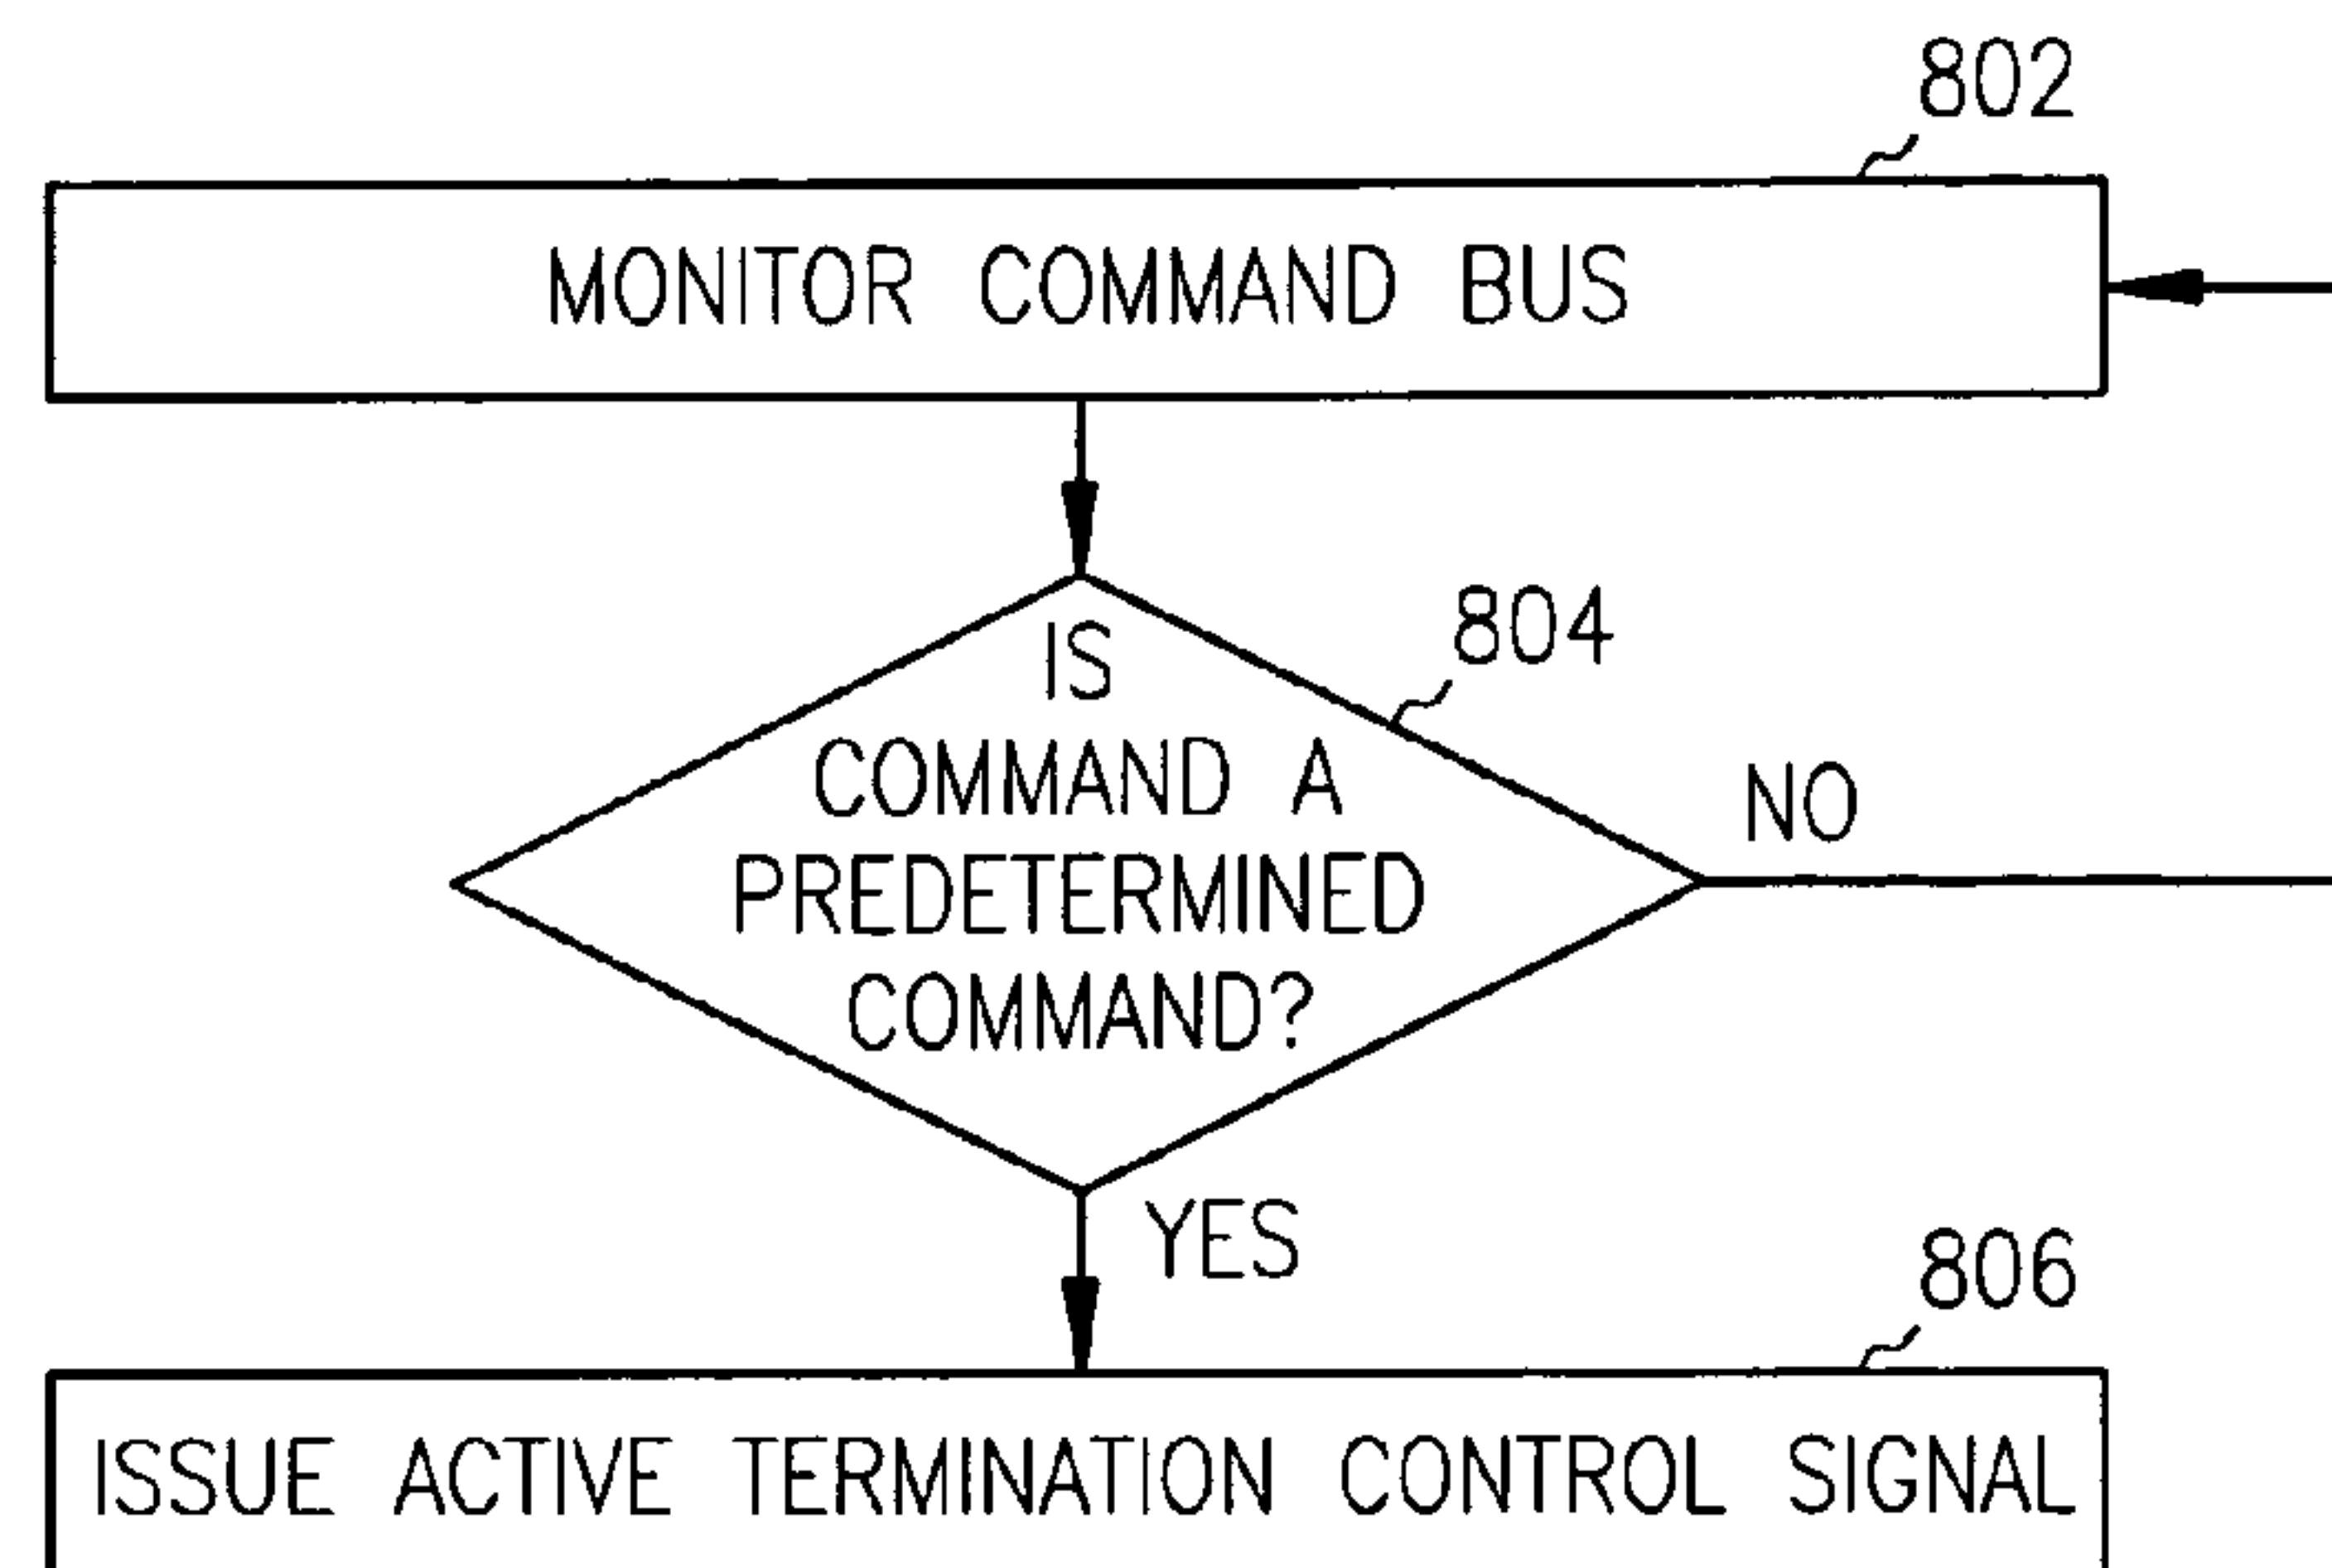 802
MONITOR COMMAND BUS
804
IS
COMMAND A
PREDETERMINED
COMMAND?
NO
YES
806
ISSUE ACTIVE TERMINATION CONTROL SIGNAL